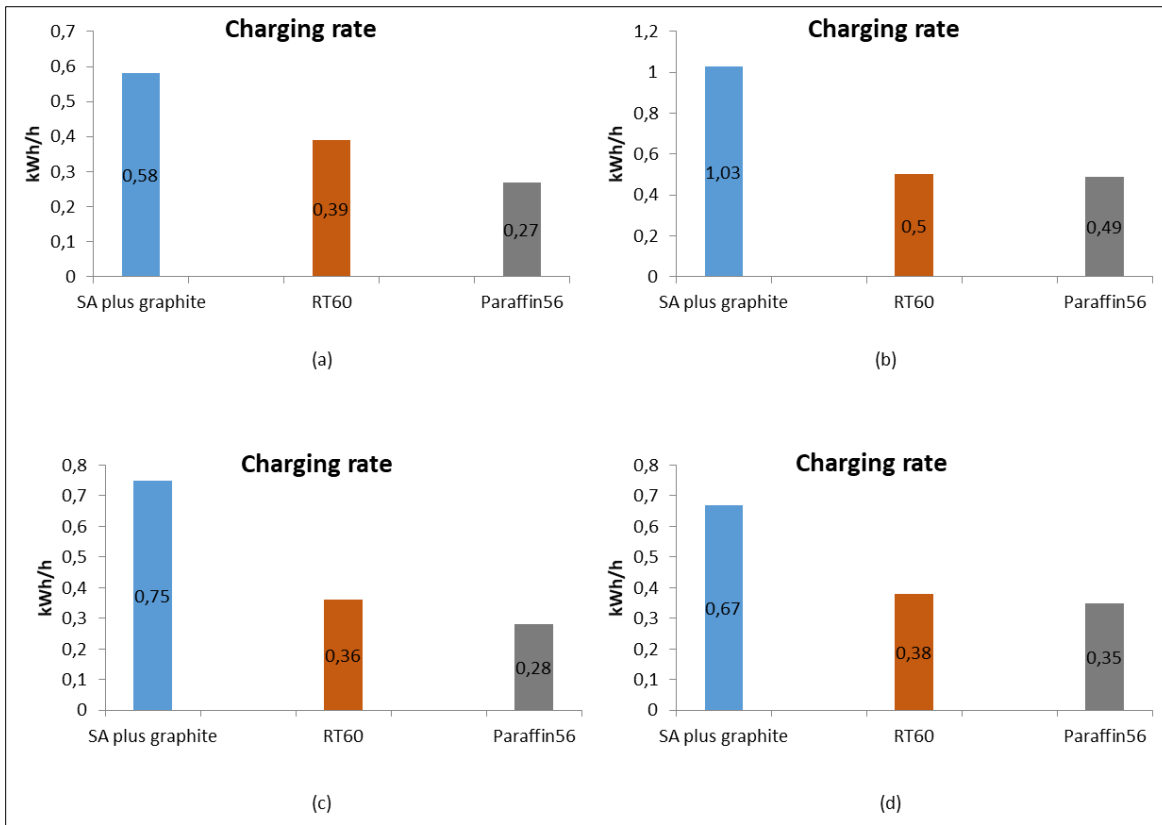 Charging rate
0,7
0,6
0,5
0,4
0,3
0,2
0,1
0
kWh/h
0,58
0,39
0,27
SA plus graphite RT60 Paraffin56
(a)
Charging rate
1,2
1
0,8
0,6
0,4
0,2
0
kWh/h
1,03
0,5
0,49
SA plus graphite RT60 Paraffin56
(b)
Charging rate
0,8
0,7
0,6
0,5
0,4
0,3
0,2
0,1
0
kWh/h
0,75
0,36
0,28
SA plus graphite RT60 Paraffin56
(c)
Charging rate
0,8
0,7
0,6
0,5
0,4
0,3
0,2
0,1
0
kWh/h
0,67
0,38
0,35
SA plus graphite RT60 Paraffin56
(d)